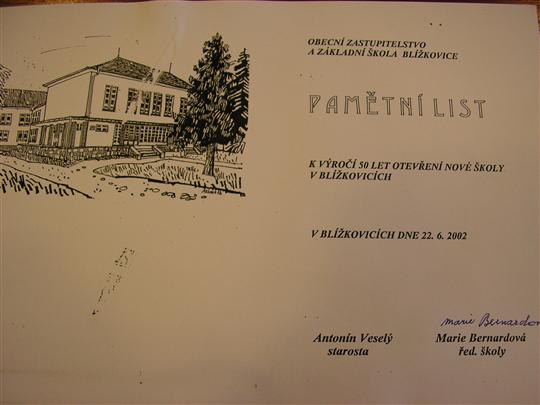 OBECNÍ ZASTUPITELSTVO
A ZÁKLADNÍ ŠKOLA BLÍŽKOVICE
PAMĚTNÍ LIST
K VÝROČÍ 50 LET OTEVŘENÍ NOVÉ ŠKOLY
V BLÍŽKOVICÍCH
V BLÍŽKOVICÍCH DNE 22. 6. 2002
Marie Bernardov
Antonín Veselý Marie Bernardová
starosta řed. školy